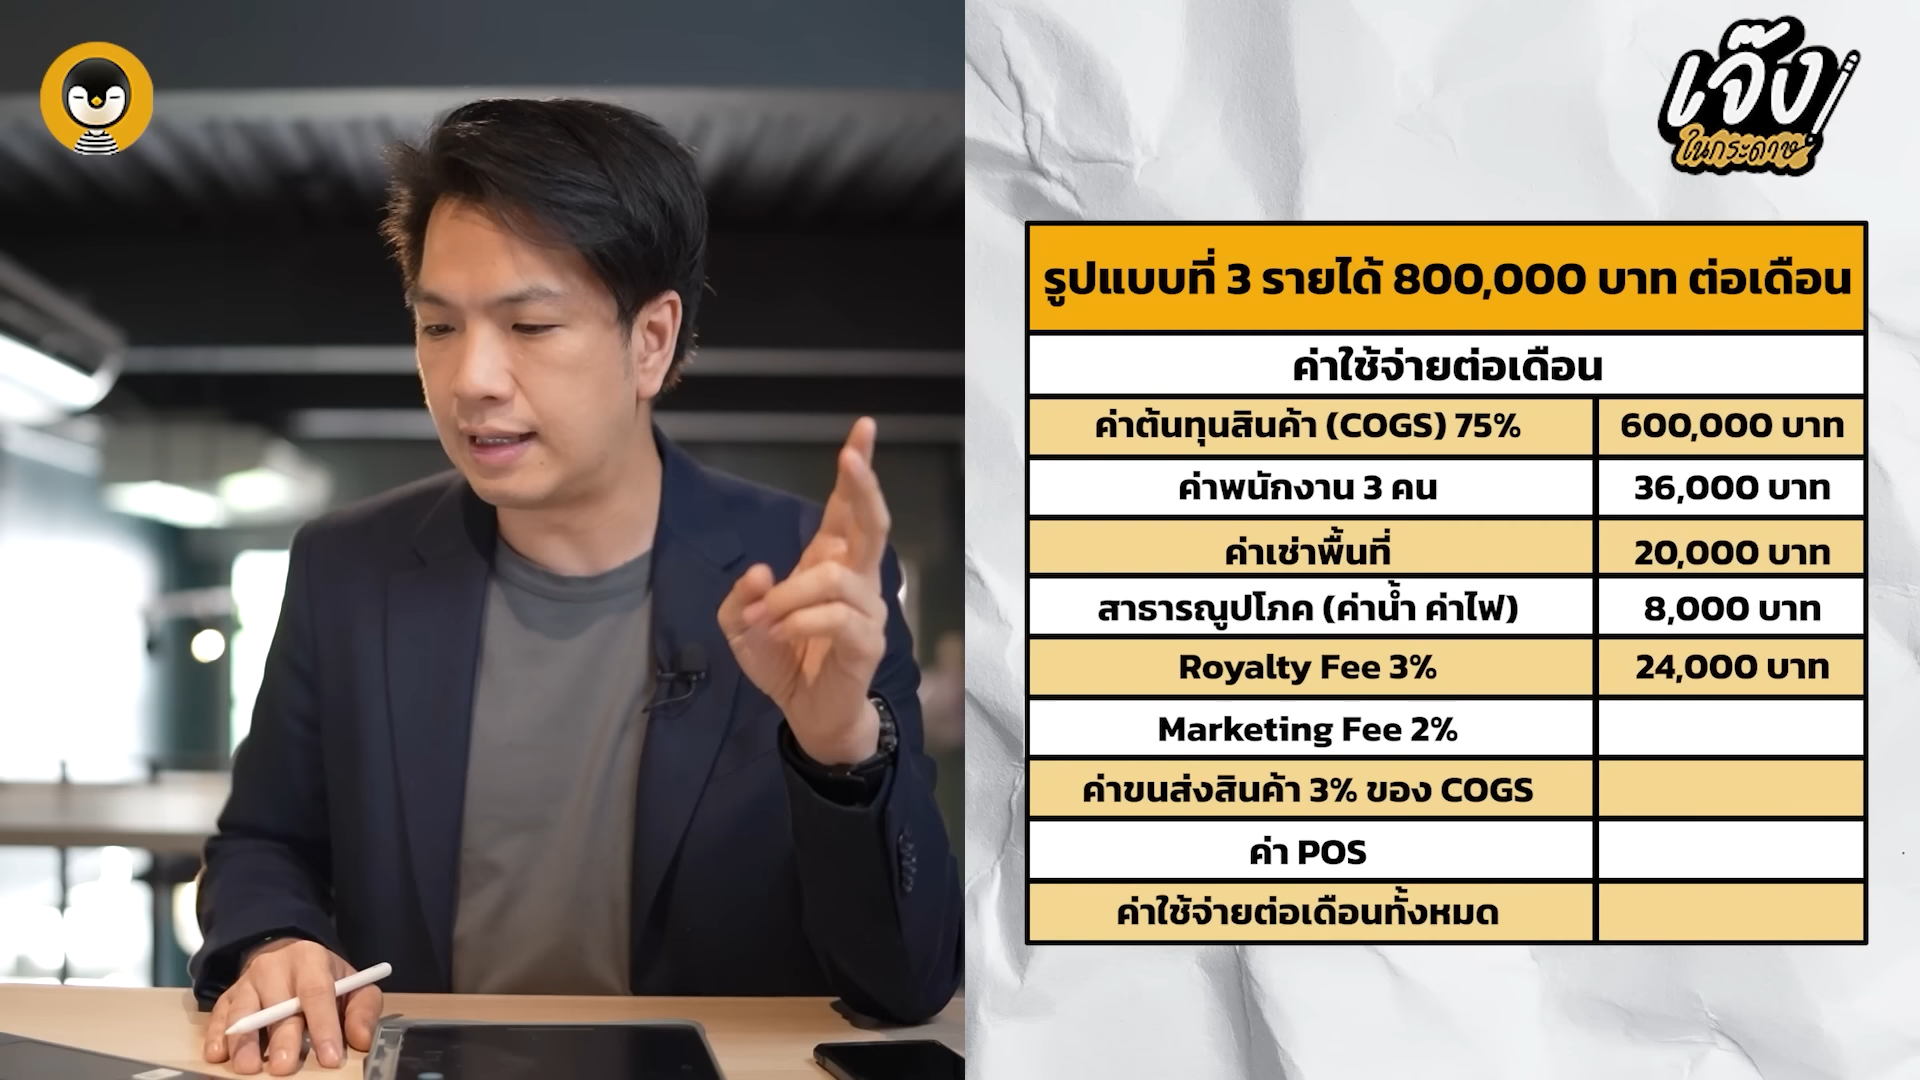 เจ๊ง
ในกระดาษ
รูปแบบที่ 3 รายได้ 800,000 บาท ต่อเดือน
ค่าใช้จ่ายต่อเดือน
ค่าต้นทุนสินค้า (COGS) 75% 600,000 บาท
ค่าพนักงาน 3 คน 36,000 บาท
ค่าเช่าพื้นที่ 20,000 บาท
สาธารณูปโภค (ค่าน้ำ ค่าไฟ) 8,000 บาท
Royalty Fee 3% 24,000 บาท
Marketing Fee 2%
ค่าขนส่งสินค้า 3% ของ COGS
ค่า POS
ค่าใช้จ่ายต่อเดือนทั้งหมด